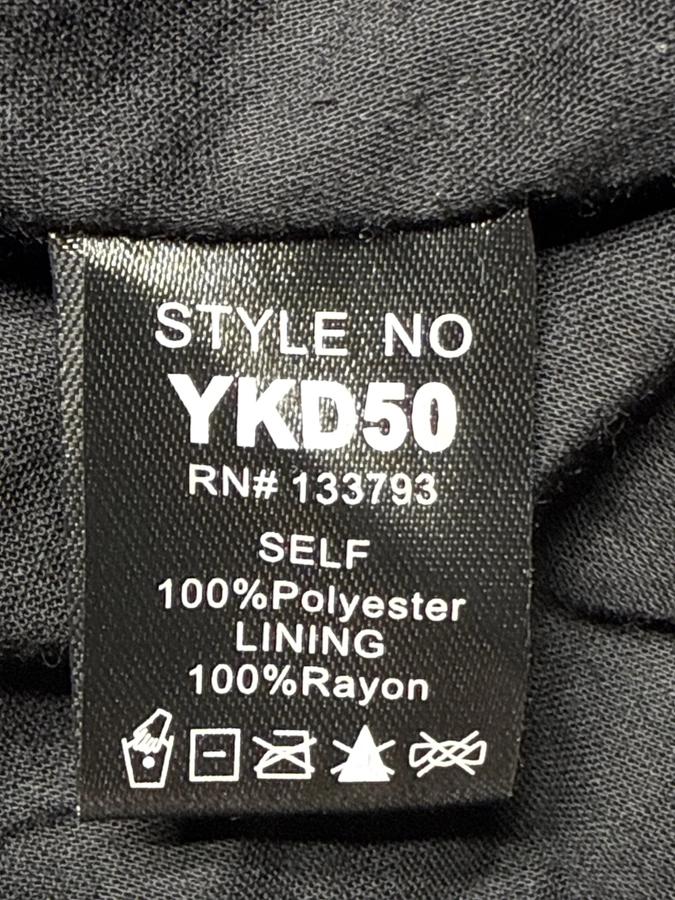 STYLE NO
YKD50
RN# 133793
SELF
100%Polyester
LINING
100%Rayon